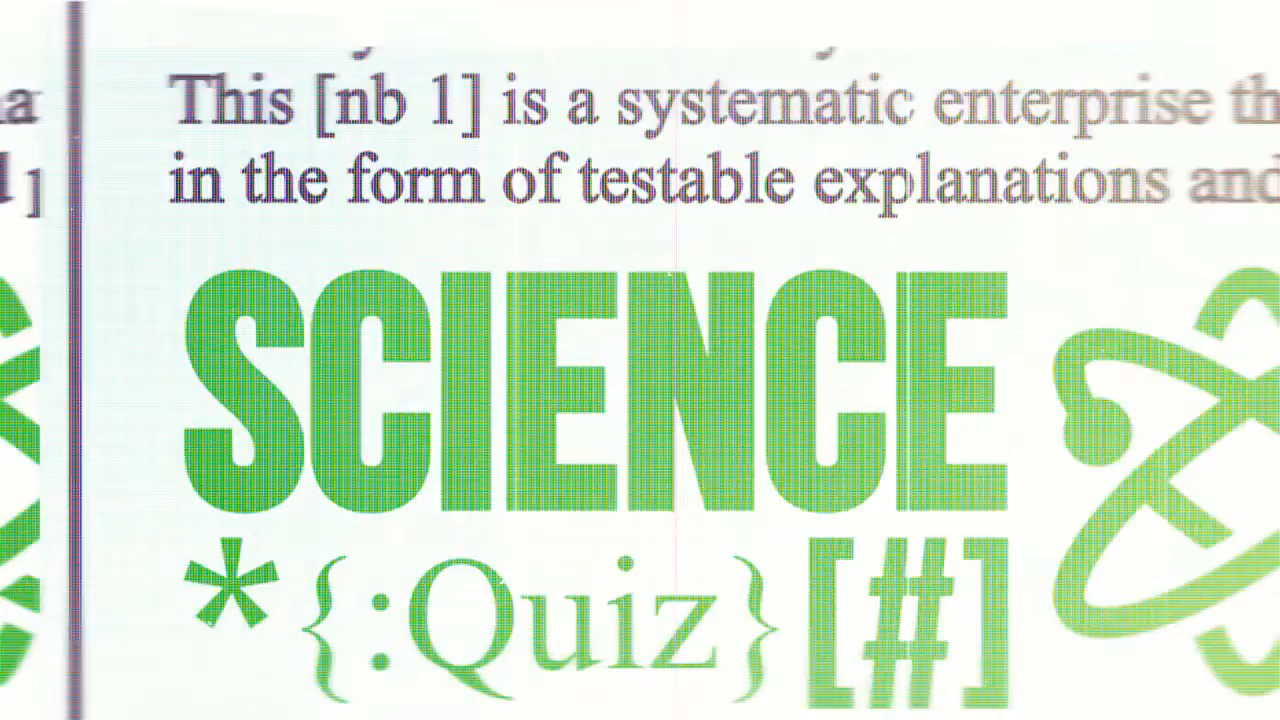 This [nb 1] is a systematic enterprise th
in the form of testable explanations and
SCIENCE
*{:Quiz}[#]